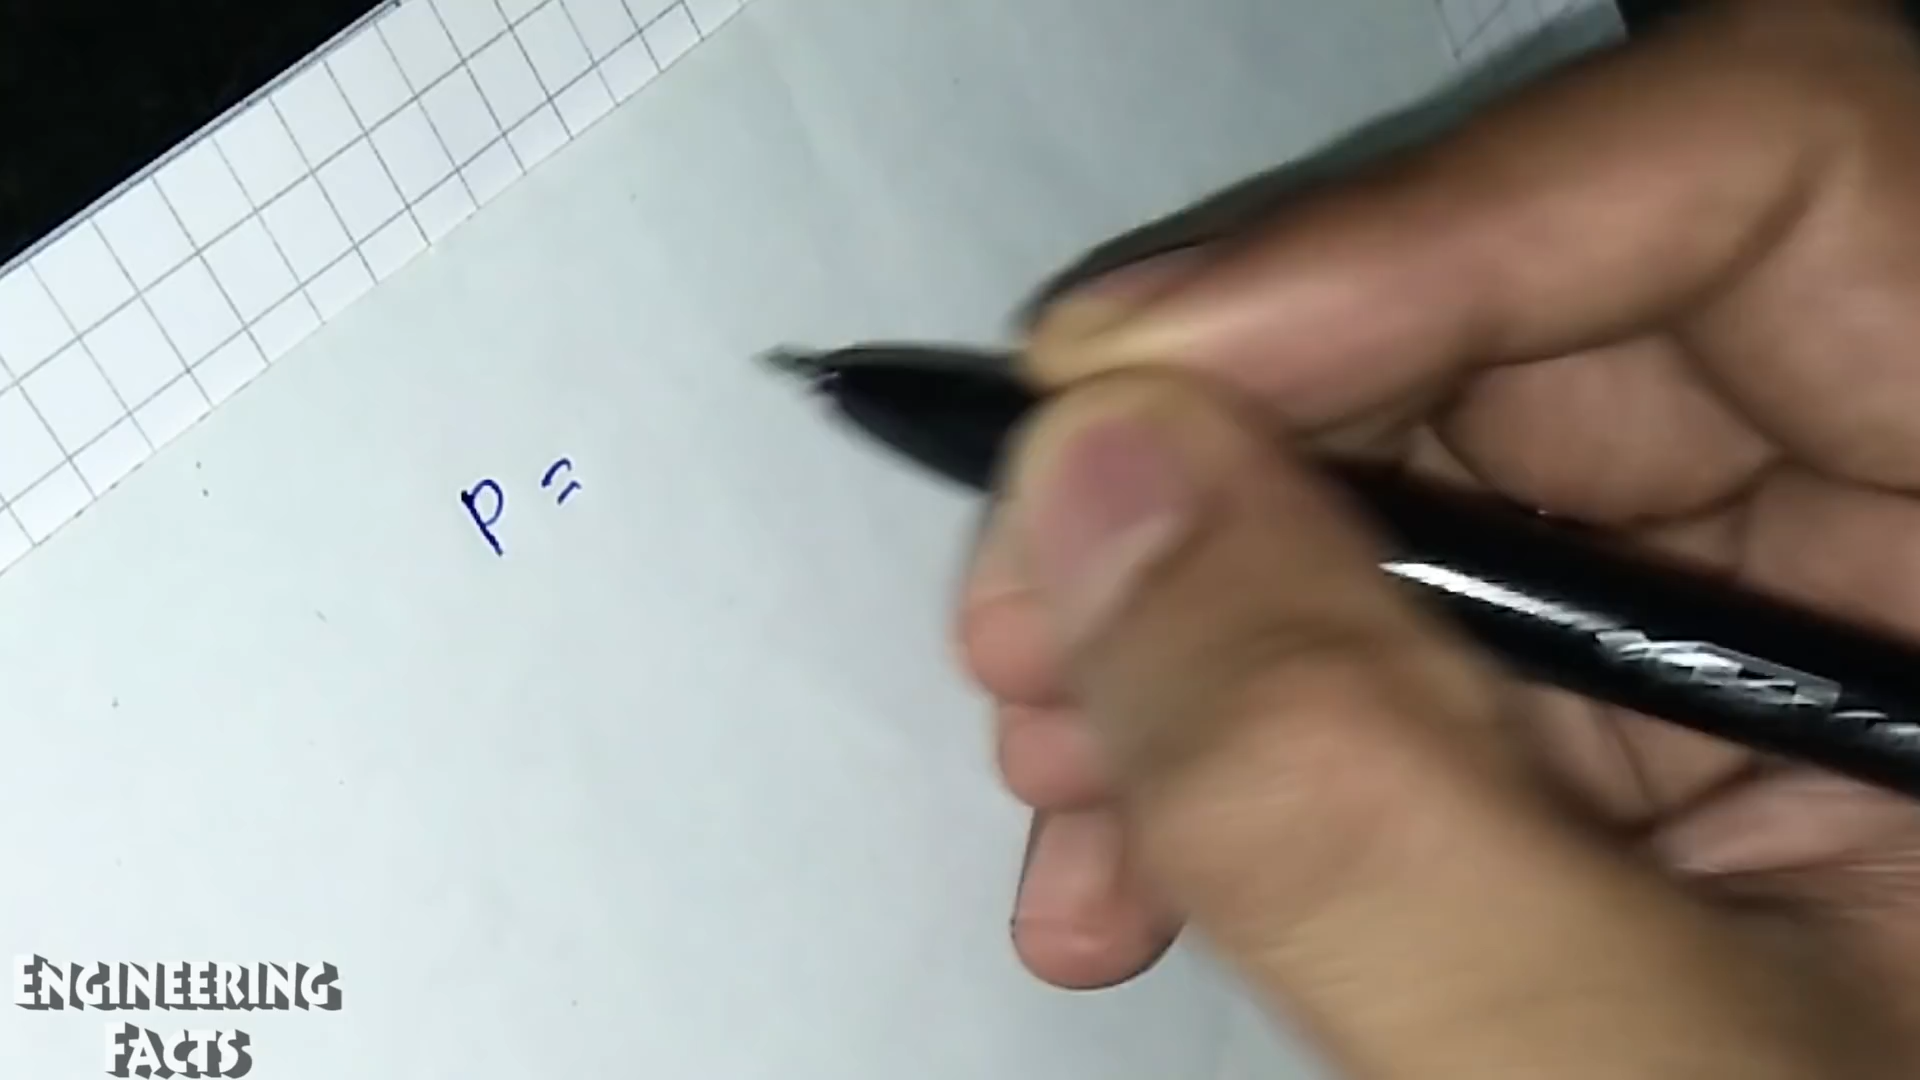 P =
ENGINEERING
FACTS